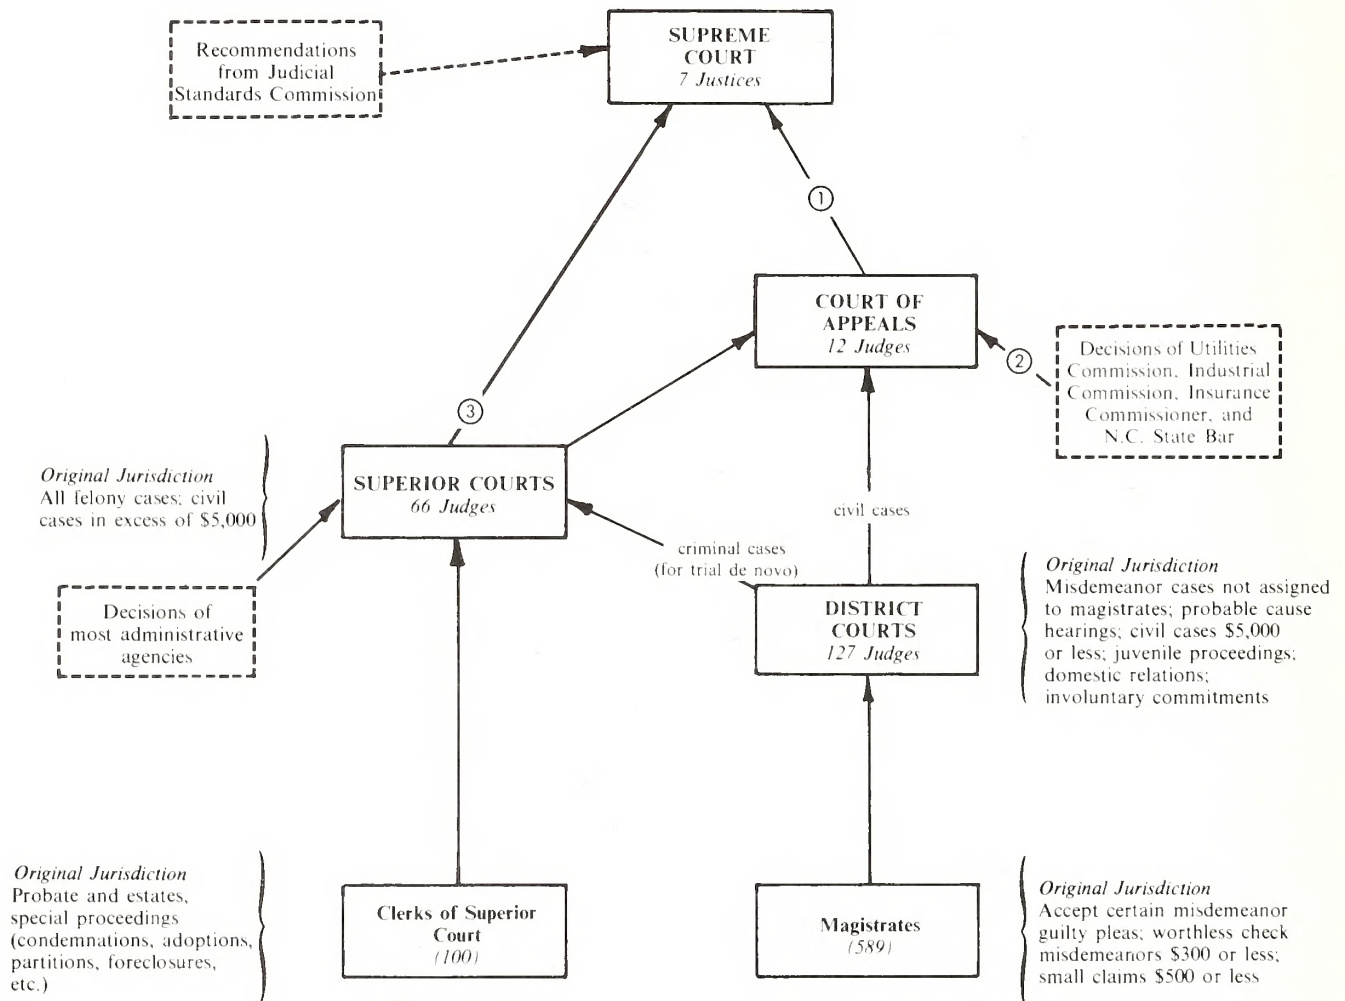 Recommendations
from Judicial
Standards Commission
SUPREME
COURT
7 Justices
1
COURT OF
APPEALS
12 Judges
2
Decisions of Utilities
Commission, Industrial
Commission, Insurance
Commissioner, and
N.C. State Bar
3
Original Jurisdiction
All felony cases; civil
cases in excess of $5,000
SUPERIOR COURTS
66 Judges
civil cases
criminal cases
(for trial de novo)
Decisions of
most administrative
agencies
DISTRICT
COURTS
127 Judges
Original Jurisdiction
Misdemeanor cases not assigned
to magistrates; probable cause
hearings; civil cases $5,000
or less; juvenile proceedings;
domestic relations;
involuntary commitments
Original Jurisdiction
Probate and estates,
special proceedings
(condemnations, adoptions,
partitions, foreclosures,
etc.)
Clerks of Superior
Court
(100)
Magistrates
(589)
Original Jurisdiction
Accept certain misdemeanor
guilty pleas; worthless check
misdemeanors $300 or less;
small claims $500 or less